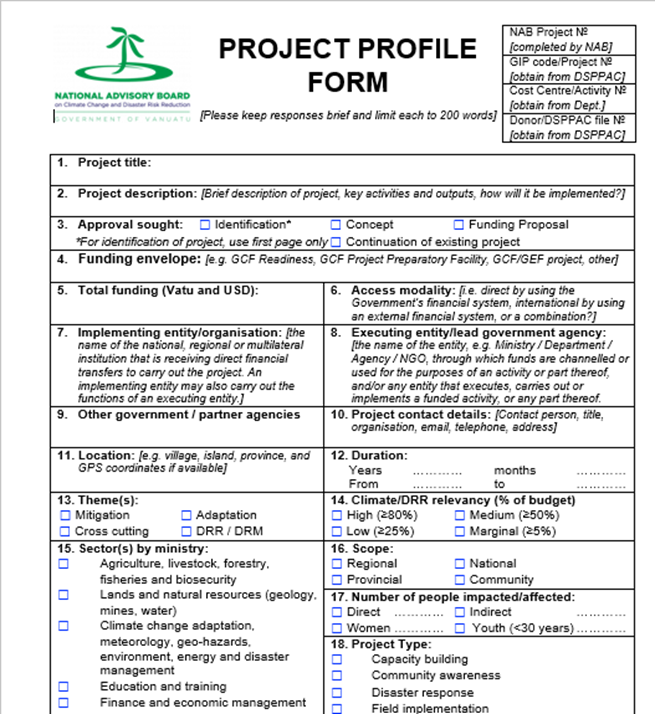 NATIONAL ADVISORY BOARD
on Climate Change and Disaster Risk Reduction
GOVERNMENT OF VANUATU
PROJECT PROFILE
FORM
[Please keep responses brief and limit each to 200 words]
NAB Project №
[completed by NAB]
GIP code/Project №
[obtain from DSPPAC]
Cost Centre/Activity №
[obtain from Dept.]
Donor/DSPPAC file №
[obtain from DSPPAC]
1. Project title:
2. Project description: [Brief description of project, key activities and outputs, how will it be implemented?]
3. Approval sought: ☐ Identification* ☐ Concept ☐ Funding Proposal
*For identification of project, use first page only ☐ Continuation of existing project
4. Funding envelope: [e.g. GCF Readiness, GCF Project Preparatory Facility, GCF/GEF project, other]
5. Total funding (Vatu and USD):
6. Access modality: [i.e. direct by using the
Government's financial system, international by using
an external financial system, or a combination?]
7. Implementing entity/organisation: [the
name of the national, regional or multilateral
institution that is receiving direct financial
transfers to carry out the project. An
implementing entity may also carry out the
functions of an executing entity.]
8. Executing entity/lead government agency:
[the name of the entity, e.g. Ministry / Department /
Agency / NGO, through which funds are channelled or
used for the purposes of an activity or part thereof,
and/or any entity that executes, carries out or
implements a funded activity, or any part thereof.
9. Other government / partner agencies
10. Project contact details: [Contact person, title,
organisation, email, telephone, address]
11. Location: [e.g. village, island, province, and
GPS coordinates if available]
12. Duration:
Years ………… months …………
From ………… to …………
13. Theme(s):
☐ Mitigation ☐ Adaptation
☐ Cross cutting ☐ DRR / DRM
14. Climate/DRR relevancy (% of budget)
☐ High (≥80%) ☐ Medium (≥50%)
☐ Low (≥25%) ☐ Marginal (≥5%)
15. Sector(s) by ministry:
☐ Agriculture, livestock, forestry,
fisheries and biosecurity
☐ Lands and natural resources (geology,
mines, water)
☐ Climate change adaptation,
meteorology, geo-hazards,
environment, energy and disaster
management
☐ Education and training
☐ Finance and economic management
16. Scope:
☐ Regional ☐ National
☐ Provincial ☐ Community
17. Number of people impacted/affected:
☐ Direct ………… ☐ Indirect …………
☐ Women ………… ☐ Youth (<30 years) …………
18. Project Type:
☐ Capacity building
☐ Community awareness
☐ Disaster response
☐ Field implementation